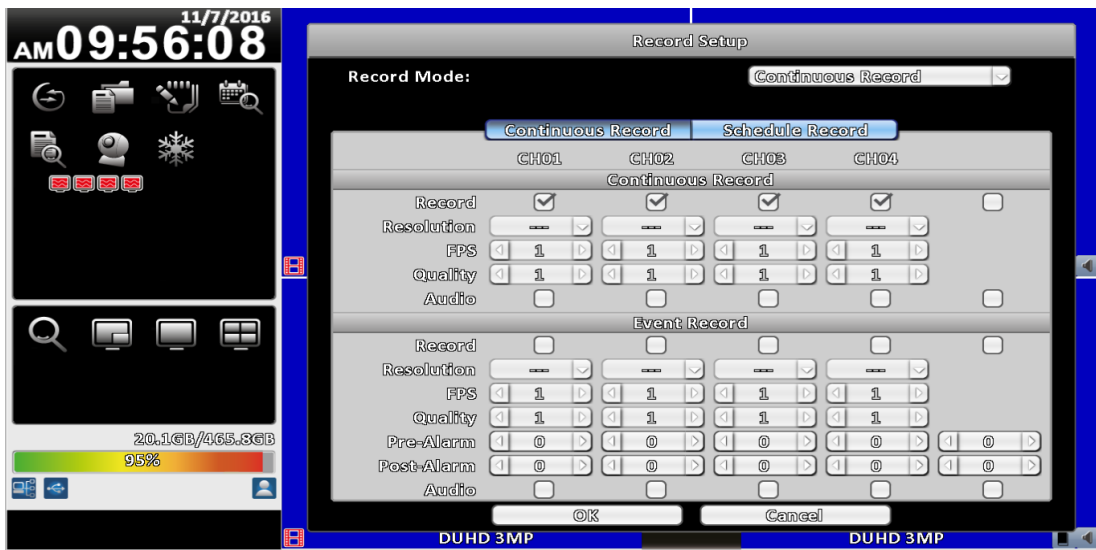 11/7/2016
AM 09:56:08
20.1GB/465.8GB
95%
Record Setup
Record Mode: Continuous Record
Continuous Record Schedule Record
CH01 CH02 CH03 CH04
Continuous Record
Record
Resolution --- --- --- ---
FPS 1 1 1 1
Quality 1 1 1 1
Audio
Event Record
Record
Resolution --- --- --- ---
FPS 1 1 1 1
Quality 1 1 1 1
Pre-Alarm 0 0 0 0 0
Post-Alarm 0 0 0 0 0
Audio
OK Cancel
DUHD 3MP DUHD 3MP